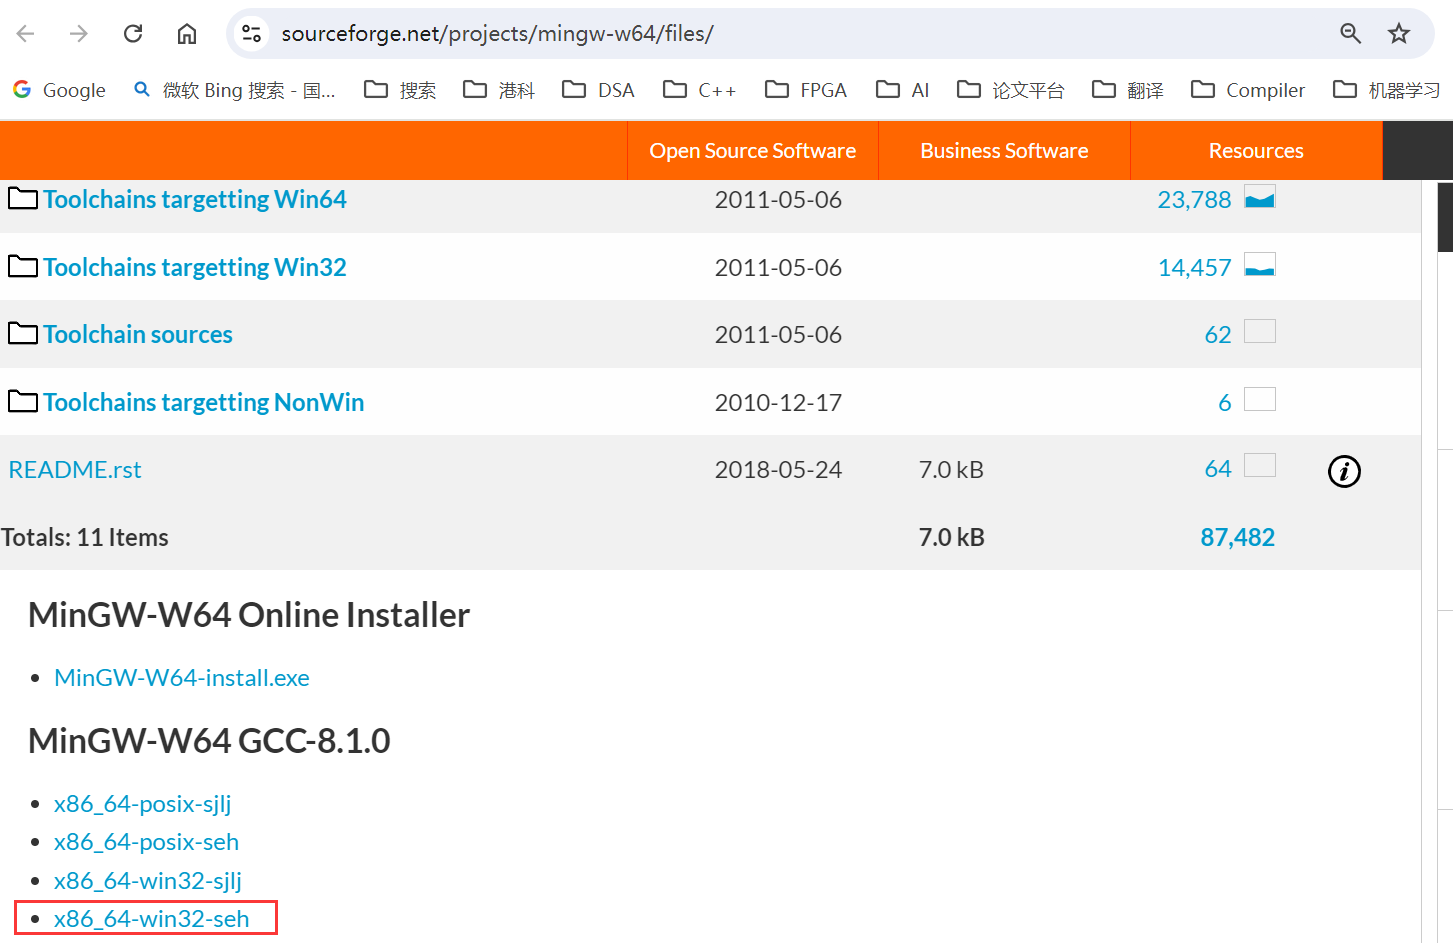 sourceforge.net/projects/mingw-w64/files/
Google 微软 Bing 搜索 - 国... 搜索 港科 DSA C++ FPGA AI 论文平台 翻译 Compiler 机器学习
Open Source Software Business Software Resources
Toolchains targetting Win64 2011-05-06 23,788
Toolchains targetting Win32 2011-05-06 14,457
Toolchain sources 2011-05-06 62
Toolchains targetting NonWin 2010-12-17 6
README.rst 2018-05-24 7.0 kB 64
Totals: 11 Items 7.0 kB 87,482
MinGW-W64 Online Installer
MinGW-W64-install.exe
MinGW-W64 GCC-8.1.0
x86_64-posix-sjlj
x86_64-posix-seh
x86_64-win32-sjlj
x86_64-win32-seh